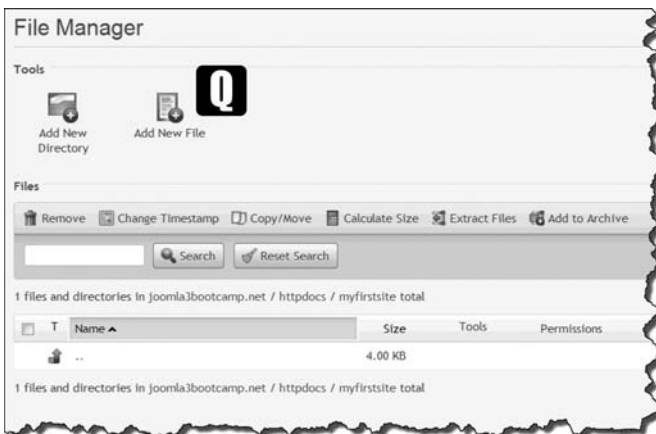 File Manager
Tools
Q
Add New Directory
Add New File
Files
Remove Change Timestamp Copy/Move Calculate Size Extract Files Add to Archive
Search Reset Search
1 files and directories in joomla3bootcamp.net / httpdocs / myfirstsite total
T Name Size Tools Permissions
.. 4.00 KB
1 files and directories in joomla3bootcamp.net / httpdocs / myfirstsite total